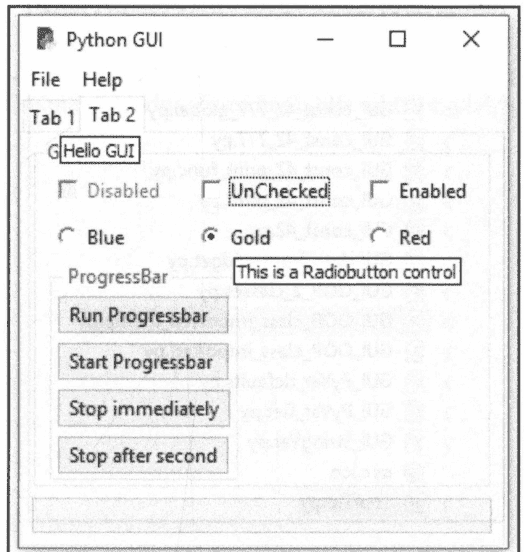 Python GUI
File Help
Tab 1 Tab 2
G
Hello GUI
Disabled UnChecked Enabled
Blue Gold Red
This is a Radiobutton control
ProgressBar
Run Progressbar
Start Progressbar
Stop immediately
Stop after second